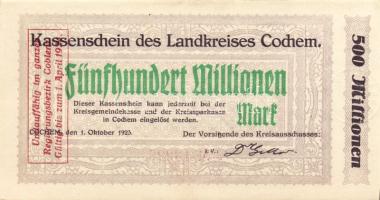 Kassenschein des Landkreises Cochem.
Fünfhundert Millionen
Mark
Dieser Kassenschein kann jederzeit bei der
Kreisgemeindekasse und der Kreissparkasse
in Cochem eingelöst werden.
COCHEM, den 1. Oktober 1923.
Der Vorsitzende des Kreisausschusses:
I. V.:
500 Millionen
Umlauffähig im ganzen
Regierungsbezirk Coblenz
Gültig bis zum 1. April